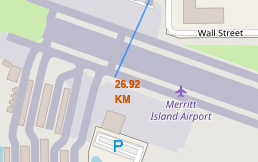 Wall Street
26.92
KM
Merritt
Island Airport
P